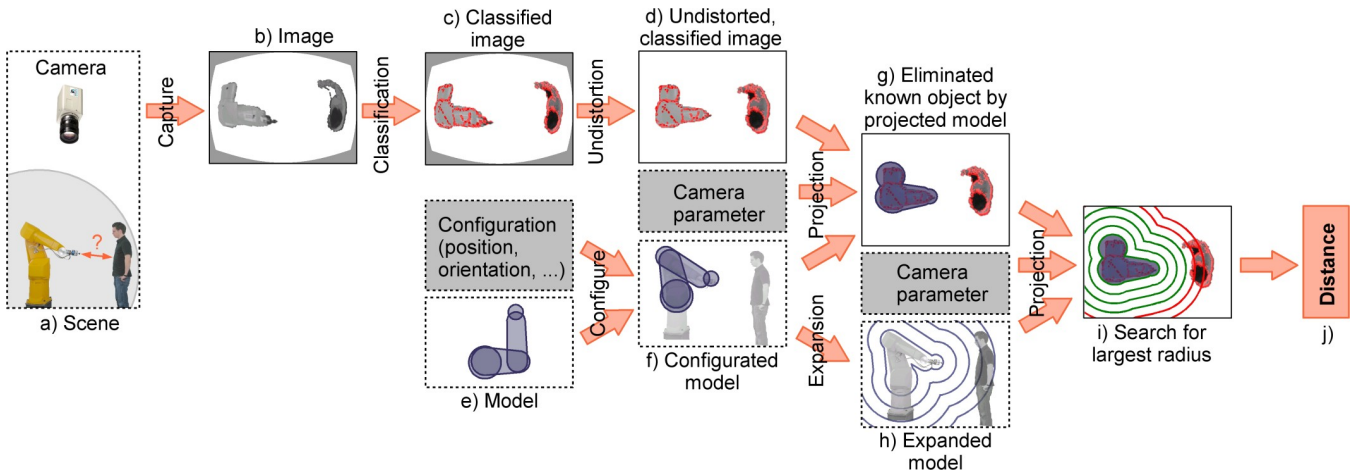 Camera
?
a) Scene
Capture
b) Image
Classification
c) Classified
image
Undistortion
d) Undistorted,
classified image
Configuration
(position,
orientation, ...)
e) Model
Configure
Camera
parameter
f) Configurated
model
Projection
Expansion
g) Eliminated
known object by
projected model
Camera
parameter
h) Expanded
model
Projection
i) Search for
largest radius
Distance
j)